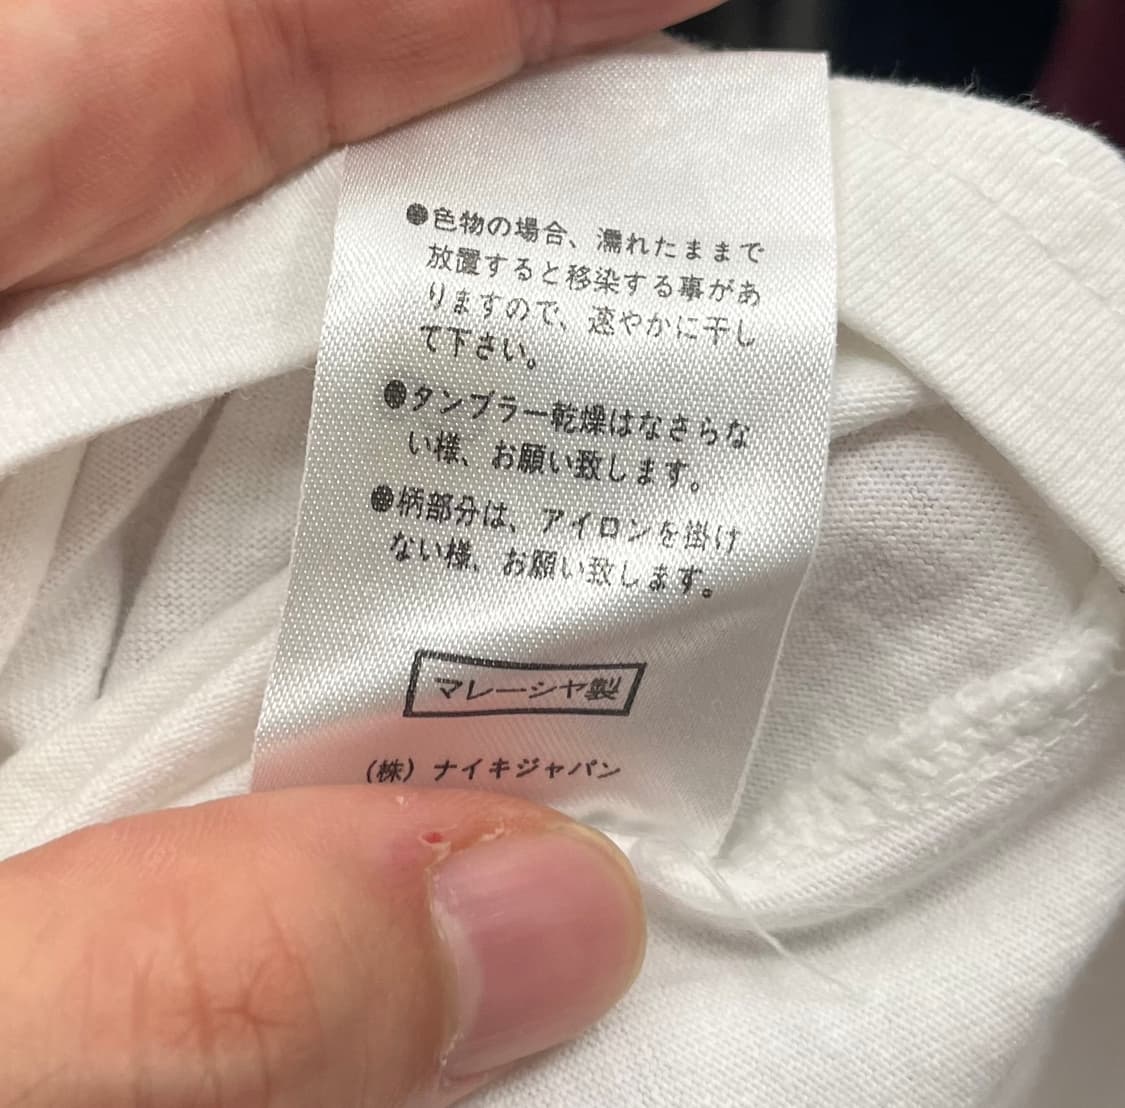 ●色物の場合、濡れたままで
放置すると移染する事があ
りますので、速やかに干し
て下さい。
●タンブラー乾燥はなさらな
い様、お願い致します。
●柄部分は、アイロンを掛け
ない様、お願い致します。
マレーシヤ製
(株)ナイキジャパン